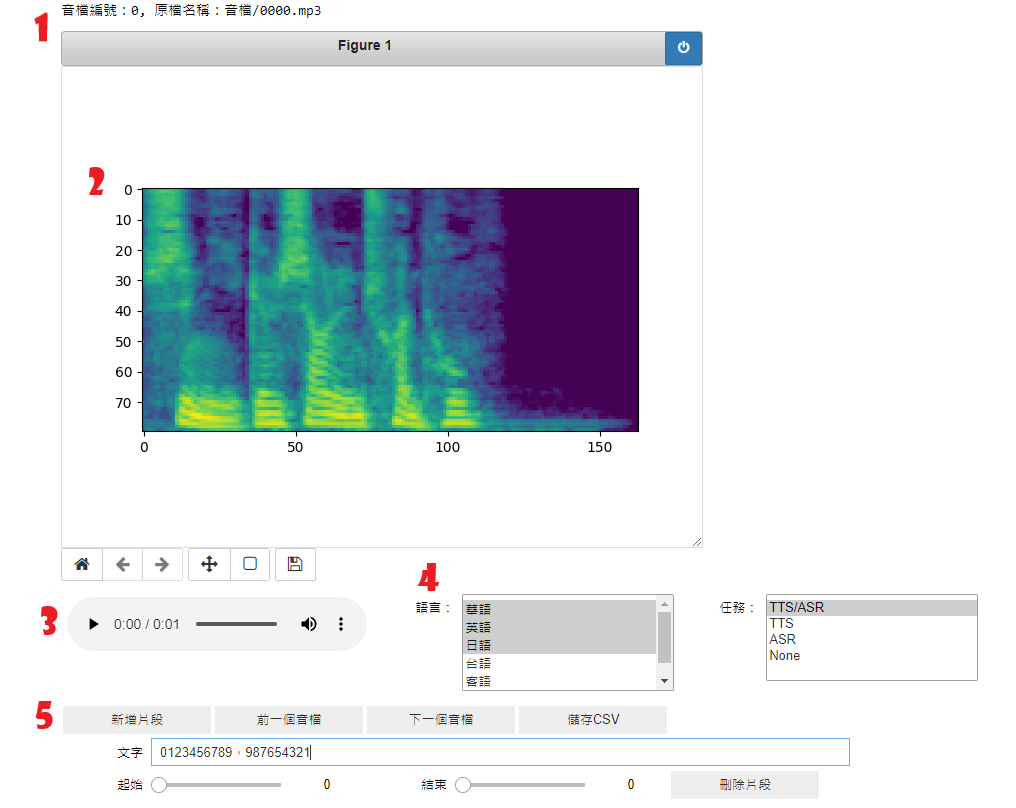 音檔編號：0, 原檔名稱：音檔/0000.mp3
1
Figure 1
2
0
10
20
30
40
50
60
70
0 50 100 150
3
0:00 / 0:01
4
語言： 任務：
華語
英語
日語
台語
客語
TTS/ASR
TTS
ASR
None
5
新增片段 前一個音檔 下一個音檔 儲存CSV
文字 0123456789，987654321
起始 0 結束 0 刪除片段